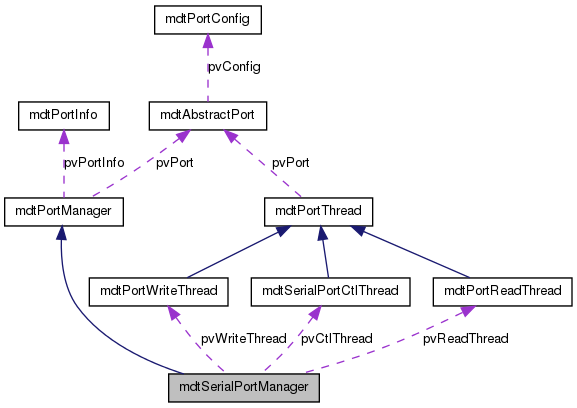 mdtPortConfig
pvConfig
mdtPortInfo
mdtAbstractPort
pvPortInfo
pvPort
pvPort
mdtPortManager
mdtPortThread
mdtPortWriteThread
mdtSerialPortCtlThread
mdtPortReadThread
pvWriteThread
pvCtlThread
pvReadThread
mdtSerialPortManager